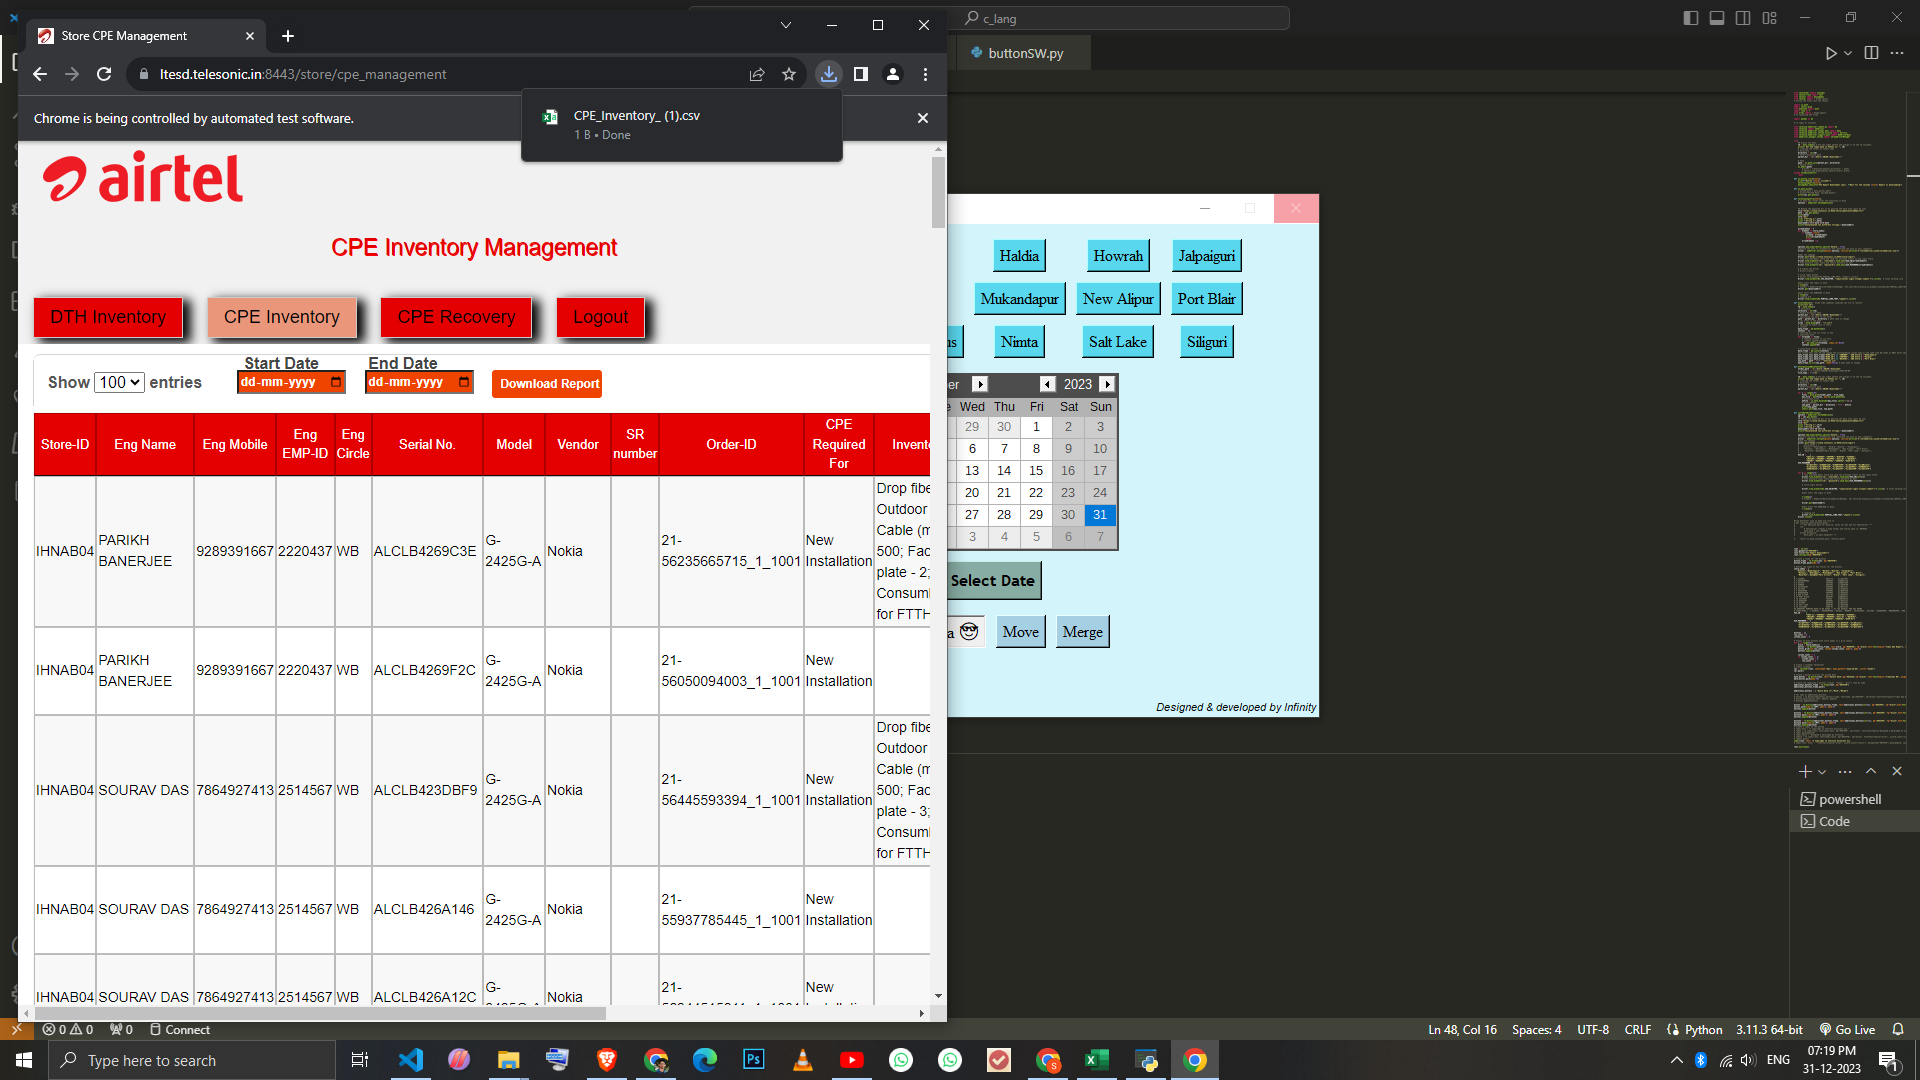 c_lang
Store CPE Management
buttonSW.py
ltesd.telesonic.in:8443/store/cpe_management
Chrome is being controlled by automated test software.
CPE_Inventory_ (1).csv
1 B • Done
airtel
CPE Inventory Management
DTH Inventory
CPE Inventory
CPE Recovery
Logout
Show 100 entries
Start Date
dd-mm-yyyy
End Date
dd-mm-yyyy
Download Report
Store-ID Eng Name Eng Mobile Eng EMP-ID Eng Circle Serial No. Model Vendor SR number Order-ID CPE Required For
IHNAB04 PARIKH BANERJEE 9289391667 2220437 WB ALCLB4269C3E G-2425G-A Nokia 21-56235665715_1_1001 New Installation
Drop fibe
Outdoor
Cable (m
500; Fac
plate - 2;
Consuml
for FTTH
IHNAB04 PARIKH BANERJEE 9289391667 2220437 WB ALCLB4269F2C G-2425G-A Nokia 21-56050094003_1_1001 New Installation
IHNAB04 SOURAV DAS 7864927413 2514567 WB ALCLB423DBF9 G-2425G-A Nokia 21-56445593394_1_1001 New Installation
Drop fibe
Outdoor
Cable (m
500; Fac
plate - 3;
Consuml
for FTTH
IHNAB04 SOURAV DAS 7864927413 2514567 WB ALCLB426A146 G-2425G-A Nokia 21-55937785445_1_1001 New Installation
IHNAB04 SOURAV DAS 7864927413 2514567 WB ALCLB426A12C G- Nokia 21- New
Haldia Howrah Jalpaiguri
Mukandapur New Alipur Port Blair
Nimta Salt Lake Siliguri
er 2023
Wed Thu Fri Sat Sun
29 30 1 2 3
6 7 8 9 10
13 14 15 16 17
20 21 22 23 24
27 28 29 30 31
3 4 5 6 7
Select Date
a 😎 Move Merge
Designed & developed by Infinity
powershell
Code
0 0 0 Connect
Ln 48, Col 16 Spaces: 4 UTF-8 CRLF Python 3.11.3 64-bit Go Live
Type here to search
ENG
07:19 PM
31-12-2023
1